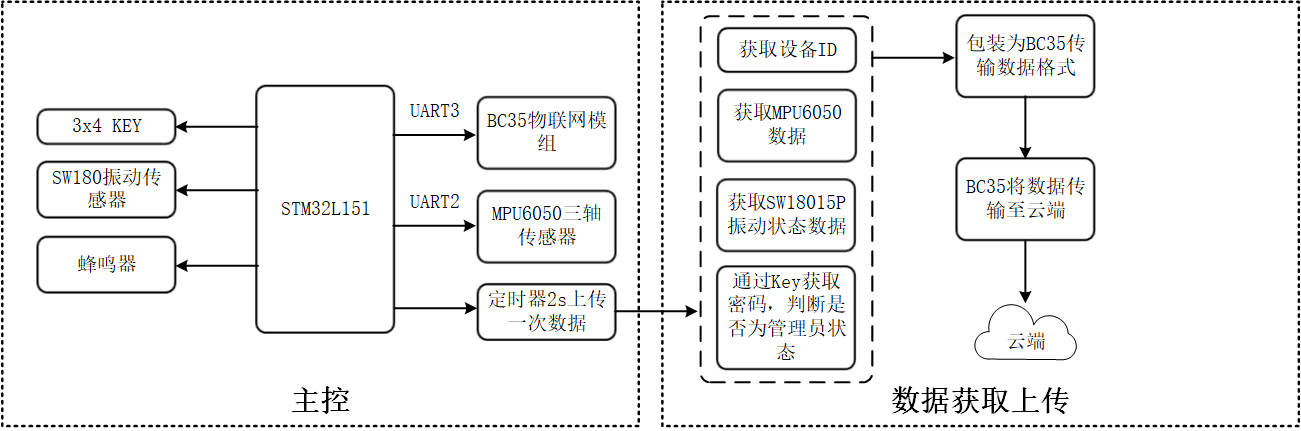 3x4 KEY
SW180振动传
感器
蜂鸣器
STM32L151
UART3
BC35物联网模
组
UART2
MPU6050三轴
传感器
定时器2s上传
一次数据
主控
获取设备ID
获取MPU6050
数据
获取SW18015P
振动状态数据
通过Key获取
密码，判断是
否为管理员状
态
包装为BC35传
输数据格式
BC35将数据传
输至云端
云端
数据获取上传